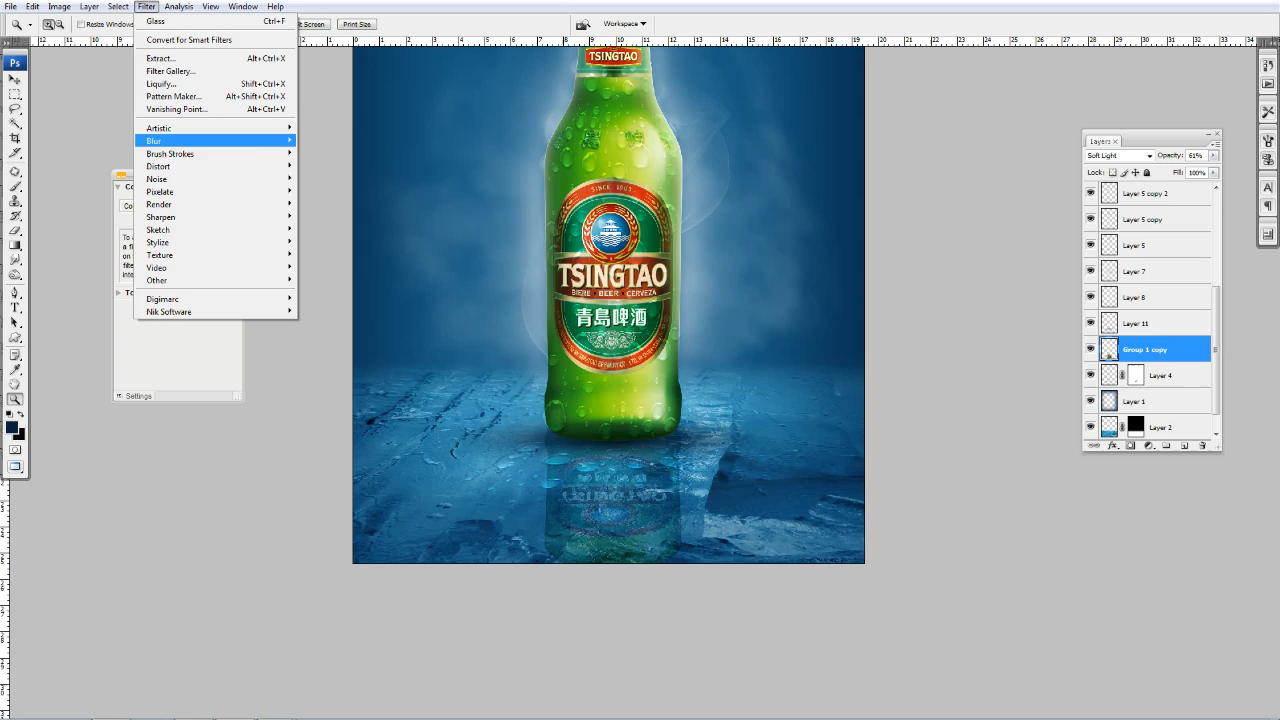 File Edit Image Layer Select Filter Analysis View Window Help
Resize Windows
Screen
Print Size
Workspace
Glass Ctrl+F
Convert for Smart Filters
Extract... Alt+Ctrl+X
Filter Gallery...
Liquify... Shift+Ctrl+X
Pattern Maker... Alt+Shift+Ctrl+X
Vanishing Point... Alt+Ctrl+V
Artistic
Blur
Brush Strokes
Distort
Noise
Pixelate
Render
Sharpen
Sketch
Stylize
Texture
Video
Other
Digimarc
Nik Software
Settings
Ps
TSINGTAO
SINCE 1903
TSINGTAO
BIERE • BEER • CERVEZA
青島啤酒
Layers
Soft Light Opacity: 61%
Lock: Fill: 100%
Layer 5 copy 2
Layer 5 copy
Layer 5
Layer 7
Layer 8
Layer 11
Group 1 copy
Layer 4
Layer 1
Layer 2